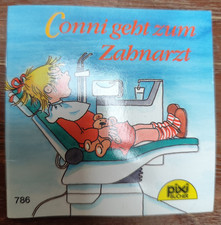 Conni geht zum
Zahnarzt
786
pixi
BÜCHER